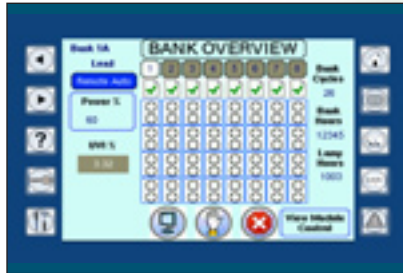 Bank 1A
BANK OVERVIEW
Lead
Remote Auto
1 2 3 4 5 6 7 8
Bank
Cycles
26
Power %
60
Bank
Hours
12345
UVT %
Lamp
Hours
1003
View Module
Control
?